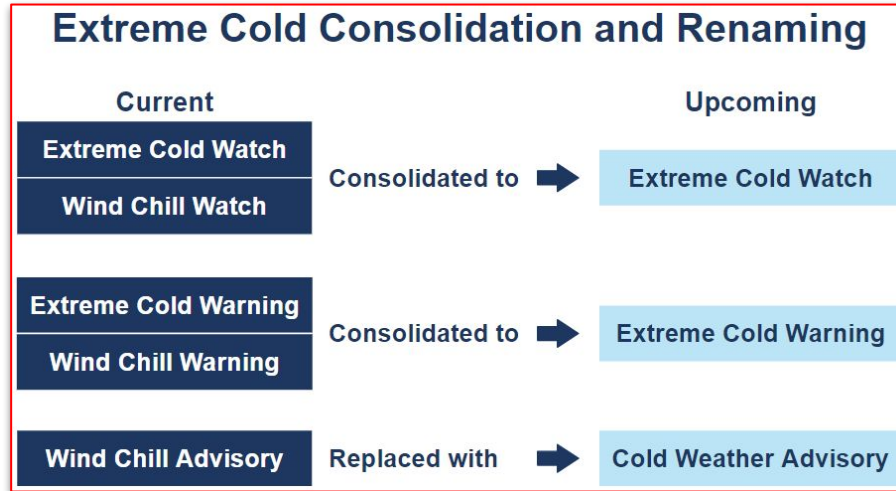 Extreme Cold Consolidation and Renaming
Current
Upcoming
Extreme Cold Watch
Wind Chill Watch
Consolidated to
Extreme Cold Watch
Extreme Cold Warning
Wind Chill Warning
Consolidated to
Extreme Cold Warning
Wind Chill Advisory
Replaced with
Cold Weather Advisory